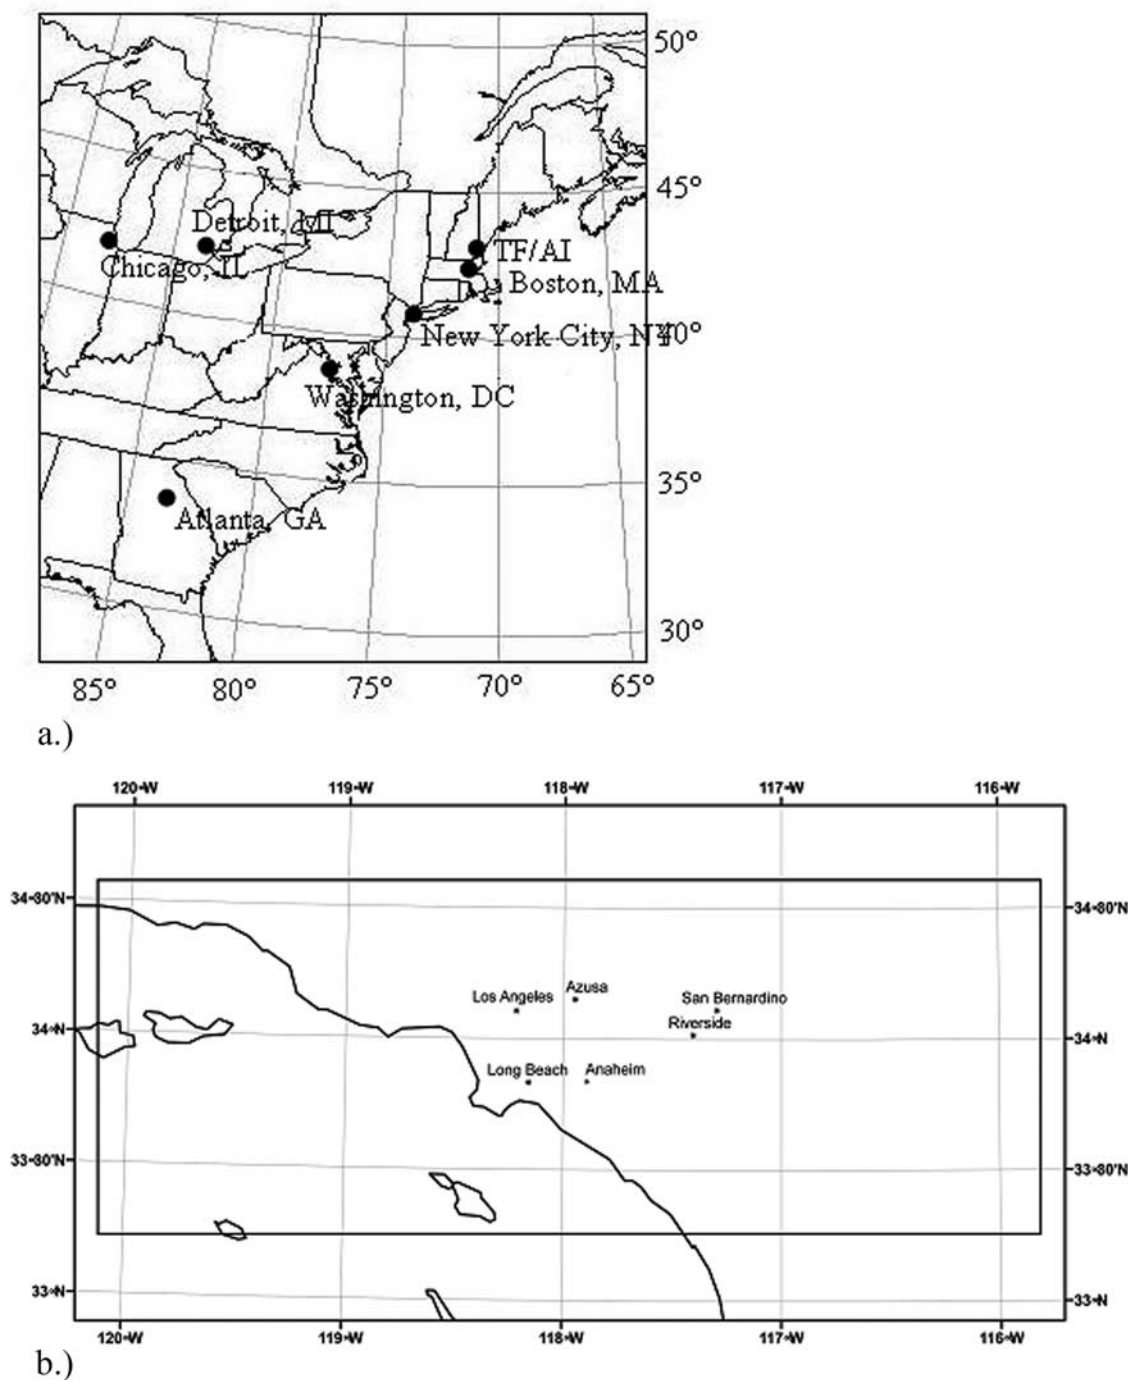 50°
45°
Detroit, MI
TF/AI
Chicago, IL
Boston, MA
New York City, NY
40°
Washington, DC
35°
Atlanta, GA
30°
85° 80° 75° 70° 65°
a.)
120°W 119°W 118°W 117°W 116°W
34°30'N 34°30'N
Azusa
Los Angeles San Bernardino
Riverside
34°N 34°N
Long Beach Anaheim
33°30'N 33°30'N
33°N 33°N
120°W 119°W 118°W 117°W 116°W
b.)